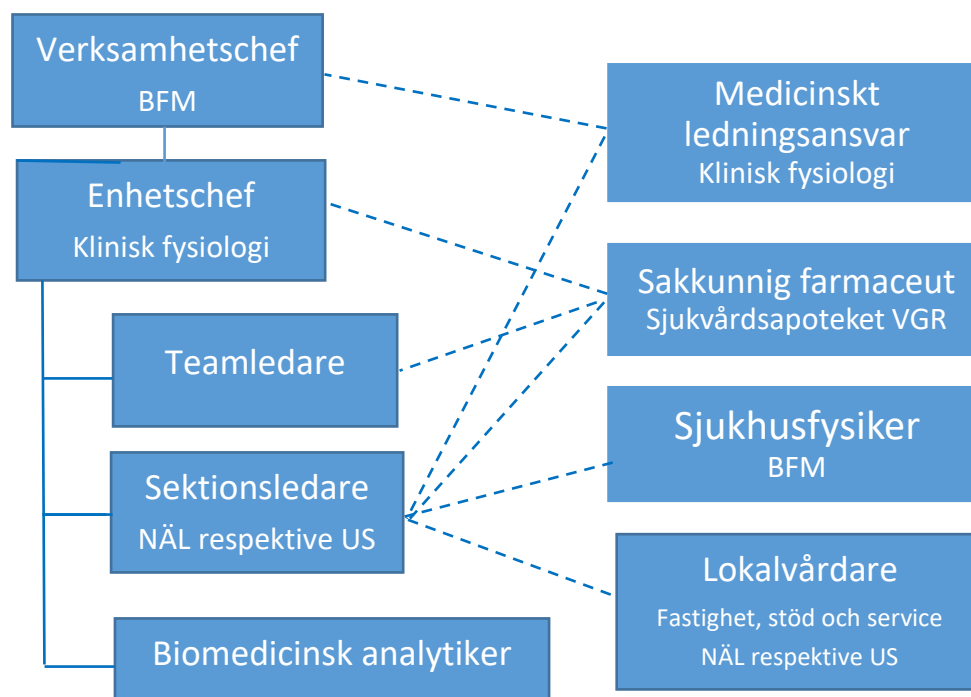 Verksamhetschef
BFM
Enhetschef
Klinisk fysiologi
Teamledare
Sektionsledare
NÄL respektive US
Biomedicinsk analytiker
Medicinskt
ledningsansvar
Klinisk fysiologi
Sakkunnig farmaceut
Sjukvårdsapoteket VGR
Sjukhusfysiker
BFM
Lokalvårdare
Fastighet, stöd och service
NÄL respektive US